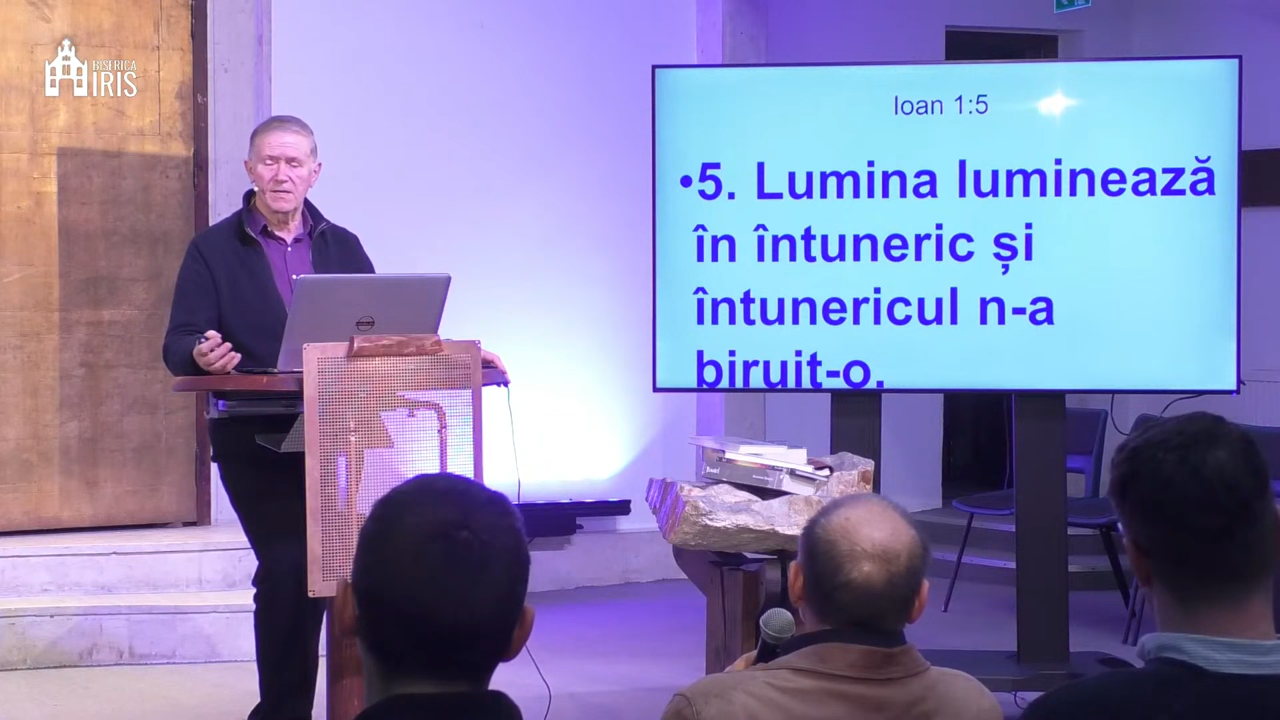 BISERICA
IRIS
Ioan 1:5
•5. Lumina luminează
în întuneric și
întunericul n-a
biruit-o.